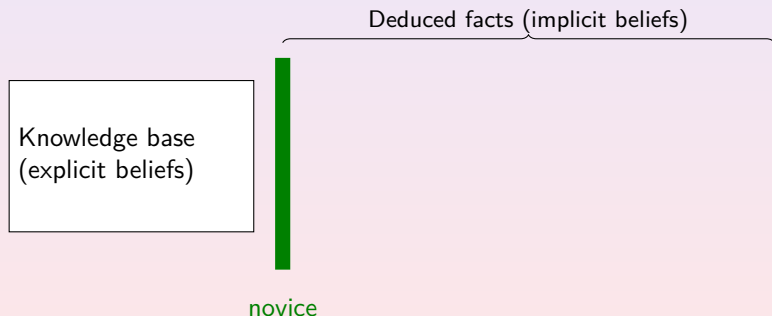 Deduced facts (implicit beliefs)
Knowledge base
(explicit beliefs)
novice